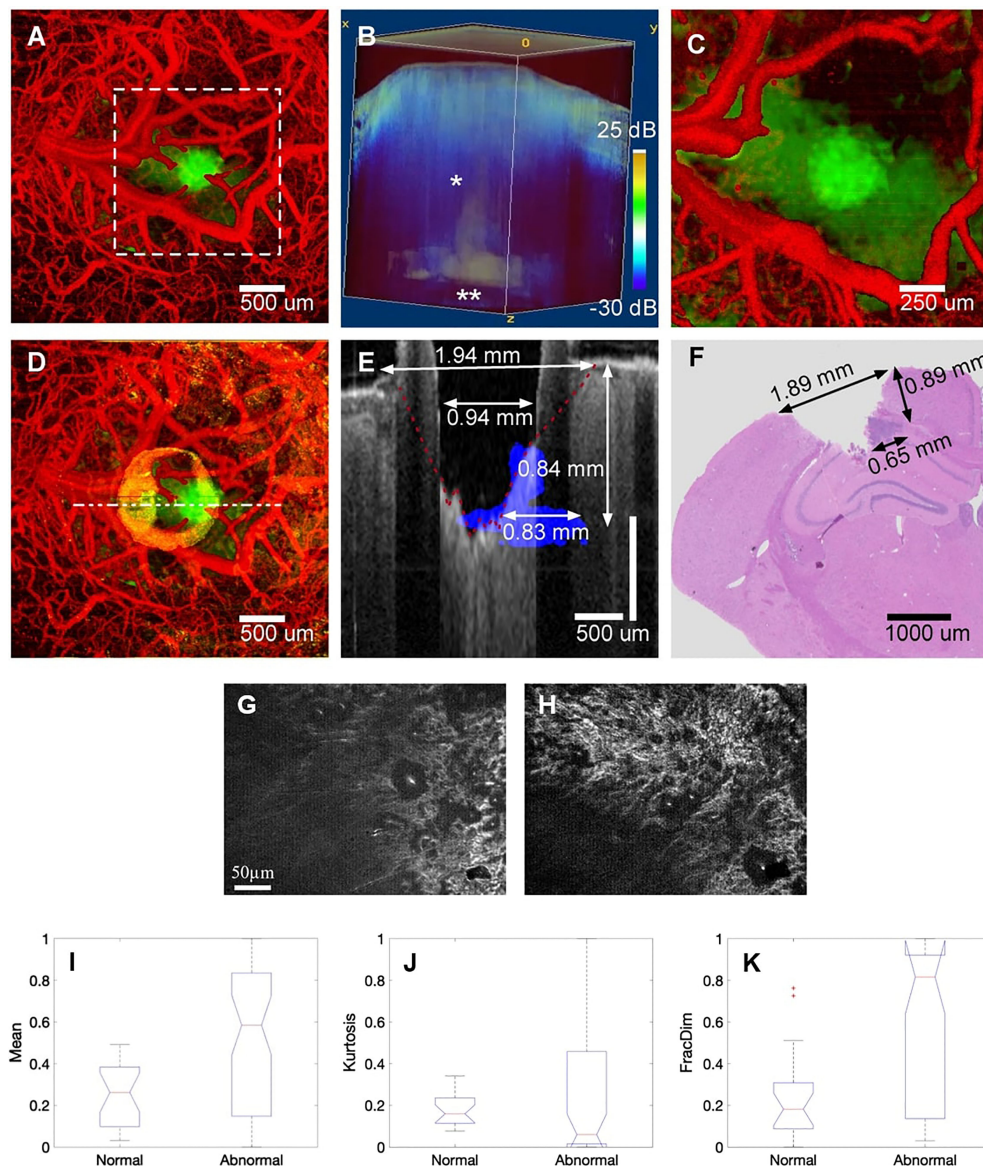 A
500 um
B
x
0
y
25 dB
*
**
-30 dB
z
C
250 um
D
500 um
E
1.94 mm
0.94 mm
0.84 mm
0.83 mm
500 um
F
1.89 mm
0.89 mm
0.65 mm
1000 um
G
50µm
H
I
Mean
1
0.8
0.6
0.4
0.2
0
Normal
Abnormal
J
Kurtosis
1
0.8
0.6
0.4
0.2
0
Normal
Abnormal
K
FracDim
1
0.8
0.6
0.4
0.2
0
Normal
Abnormal